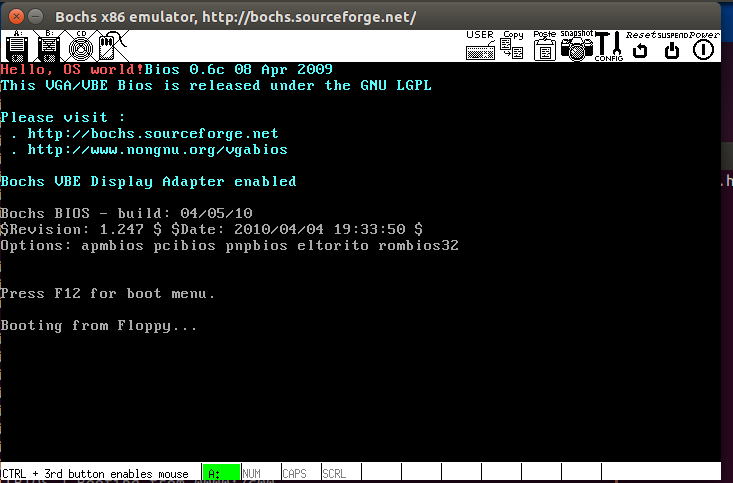 Bochs x86 emulator, http://bochs.sourceforge.net/
A: B: CD USER Copy Paste snapshot CONFIG Reset SUSPEND Power
Hello, OS world!Bios 0.6c 08 Apr 2009
This VGA/VBE Bios is released under the GNU LGPL
Please visit :
. http://bochs.sourceforge.net
. http://www.nongnu.org/vgabios
Bochs VBE Display Adapter enabled
Bochs BIOS - build: 04/05/10
$Revision: 1.247 $ $Date: 2010/04/04 19:33:50 $
Options: apmbios pcibios pnpbios eltorito rombios32
Press F12 for boot menu.
Booting from Floppy...
CTRL + 3rd button enables mouse A: NUM CAPS SCRL